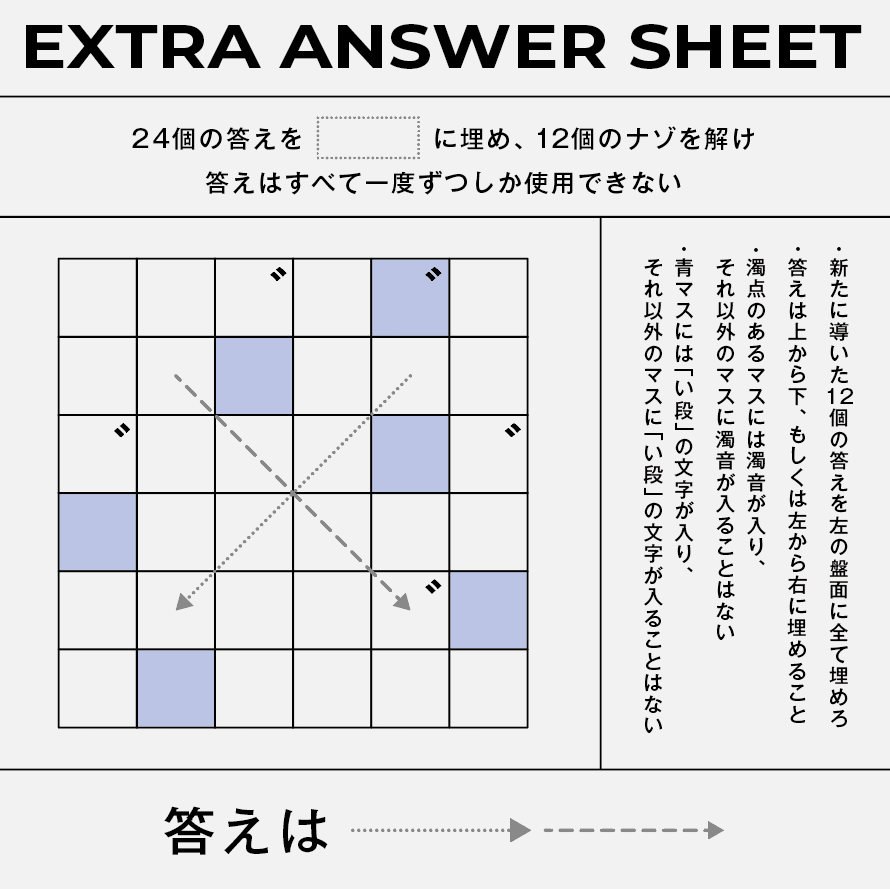 EXTRA ANSWER SHEET
24個の答えを に埋め、12個のナゾを解け
答えはすべて一度ずつしか使用できない
・新たに導いた12個の答えを左の盤面に全て埋めろ
・答えは上から下、もしくは左から右に埋めること
・濁点のあるマスには濁音が入り、
それ以外のマスに濁音が入ることはない
・青マスには「い段」の文字が入り、
それ以外のマスに「い段」の文字が入ることはない
答えは